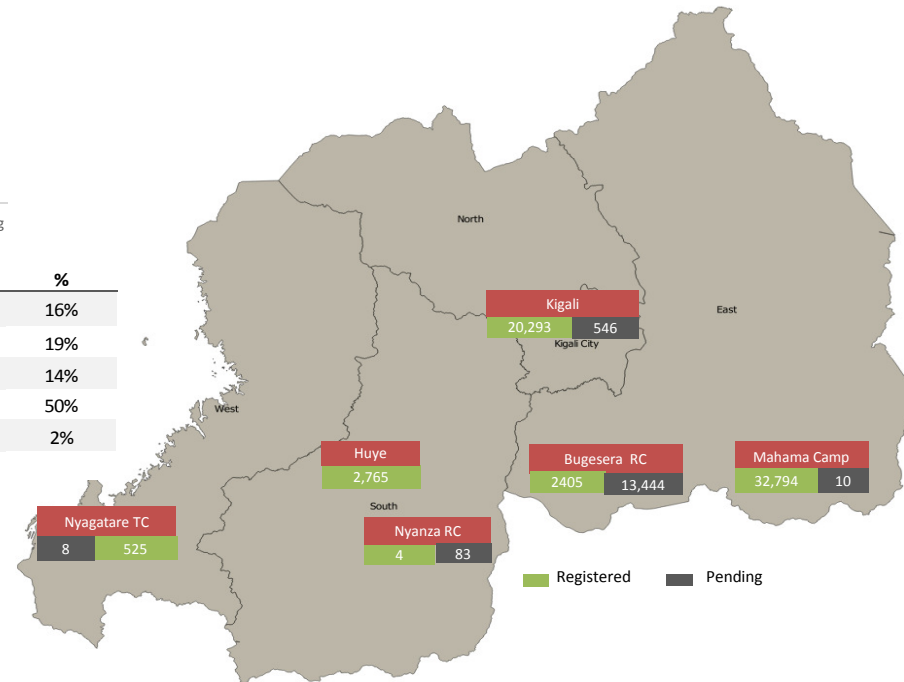 g
%
16%
19%
14%
50%
2%
North
Kigali
20,293 546
Kigali City
East
West
Huye
2,765
South
Bugesera RC
2405 13,444
Mahama Camp
32,794 10
Nyagatare TC
8 525
Nyanza RC
4 83
Registered Pending